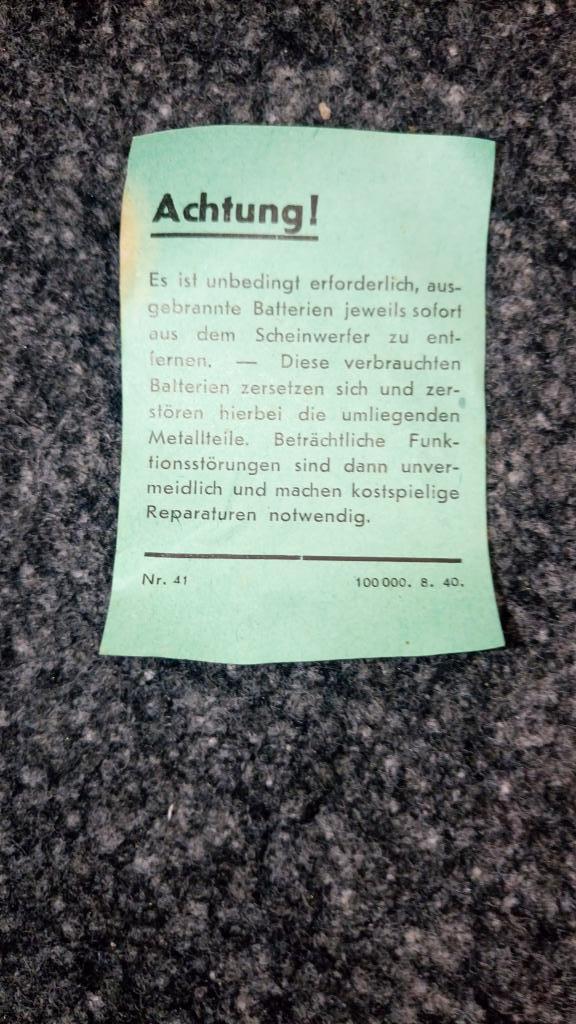 Achtung!
Es ist unbedingt erforderlich, aus-
gebrannte Batterien jeweils sofort
aus dem Scheinwerfer zu ent-
fernen. — Diese verbrauchten
Batterien zersetzen sich und zer-
stören hierbei die umliegenden
Metallteile. Beträchtliche Funk-
tionsstörungen sind dann unver-
meidlich und machen kostspielige
Reparaturen notwendig.
Nr. 41 100000. 8. 40.